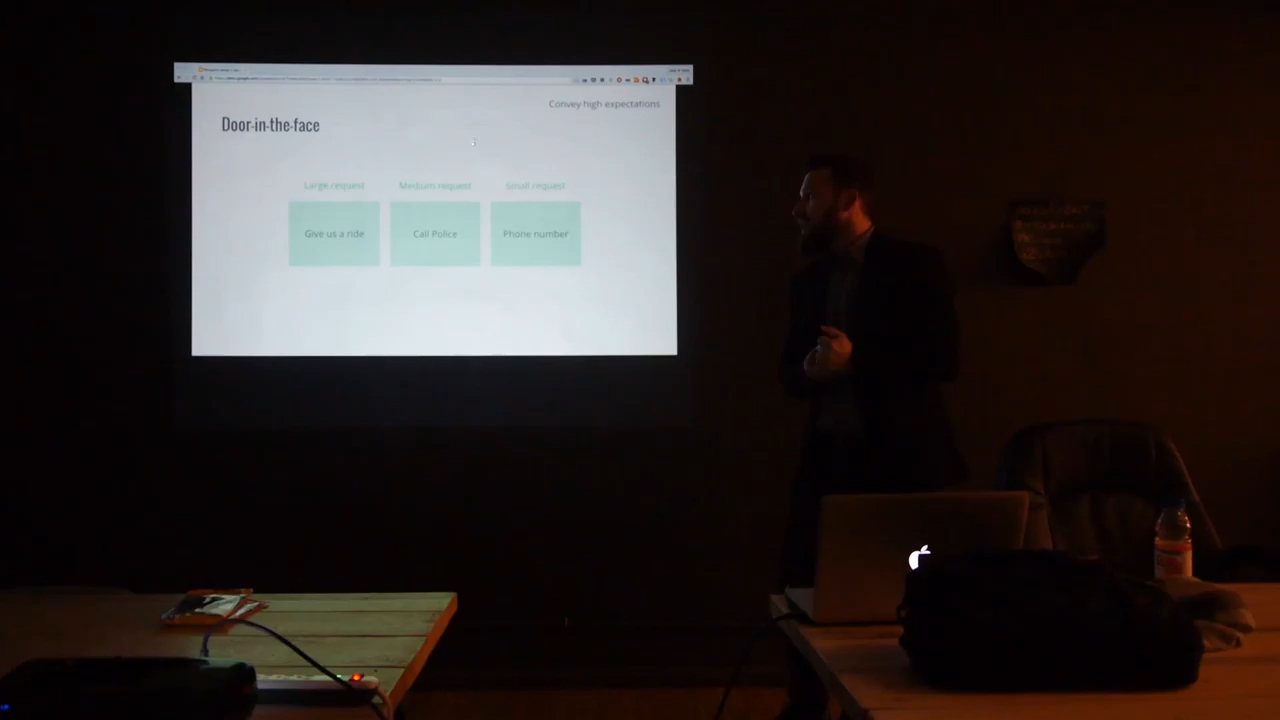 Convey high expectations
Door-in-the-face
Large request Medium request Small request
Give us a ride Call Police Phone number